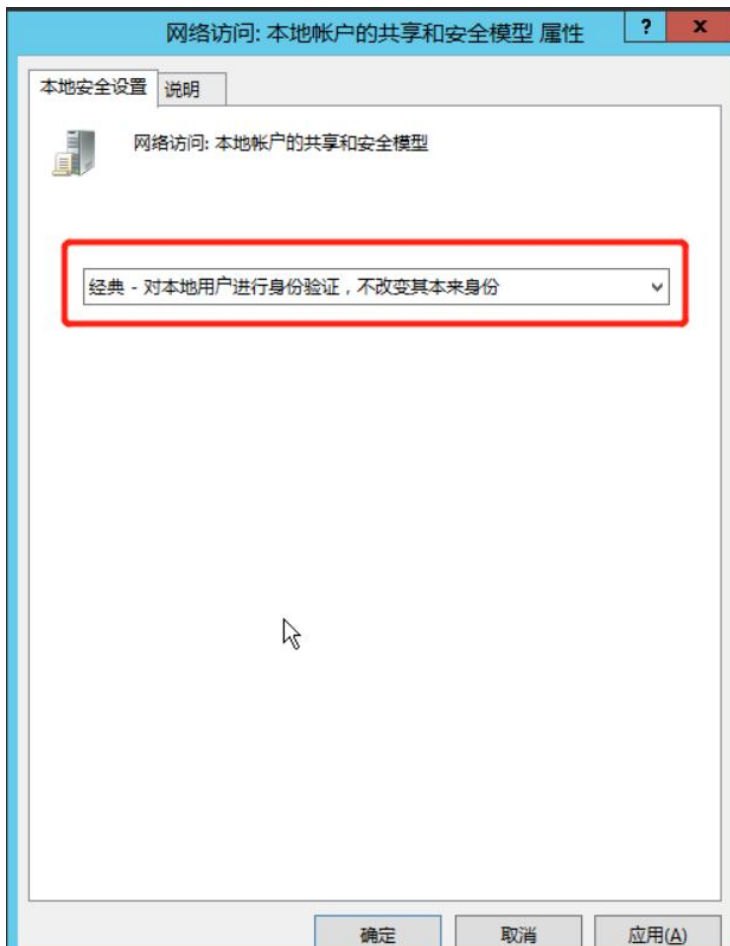 网络访问: 本地帐户的共享和安全模型 属性
? x
本地安全设置 说明
网络访问: 本地帐户的共享和安全模型
经典 - 对本地用户进行身份验证，不改变其本来身份
确定 取消 应用(A)